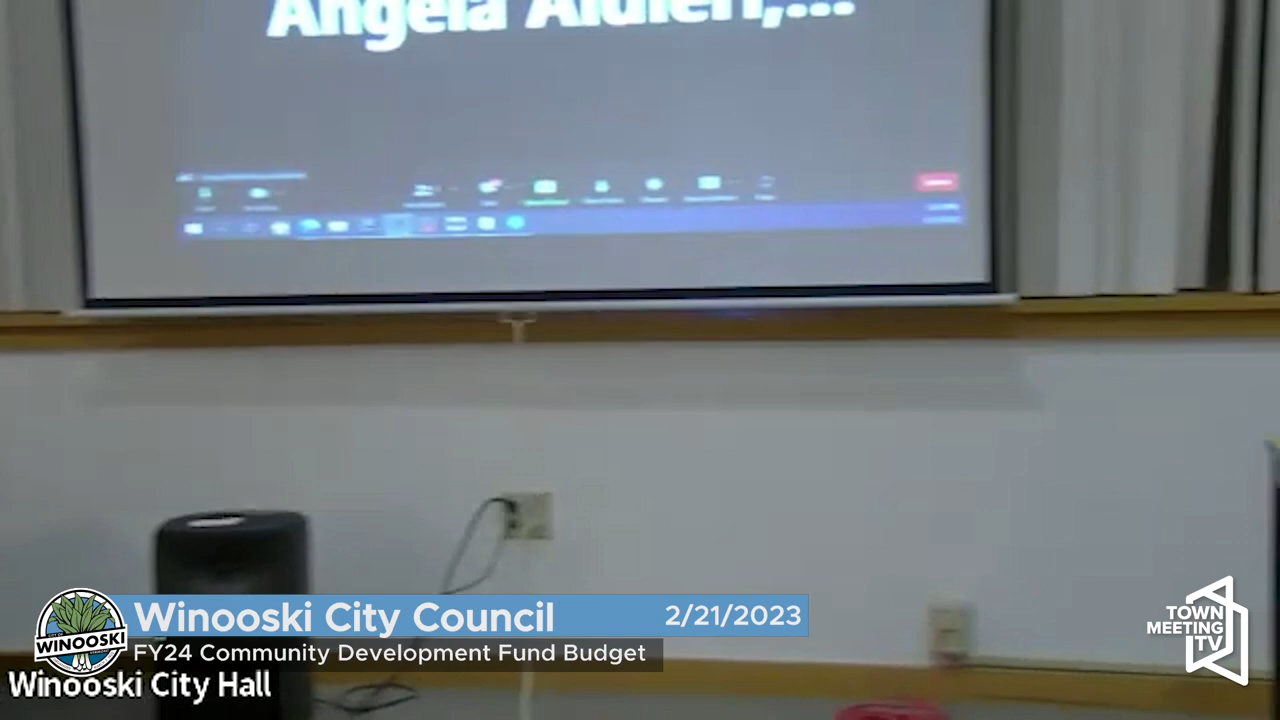 Angela Aldieri,...
Winooski City Council
2/21/2023
FY24 Community Development Fund Budget
WINOOSKI
Winooski City Hall
TOWN
MEETING
TV